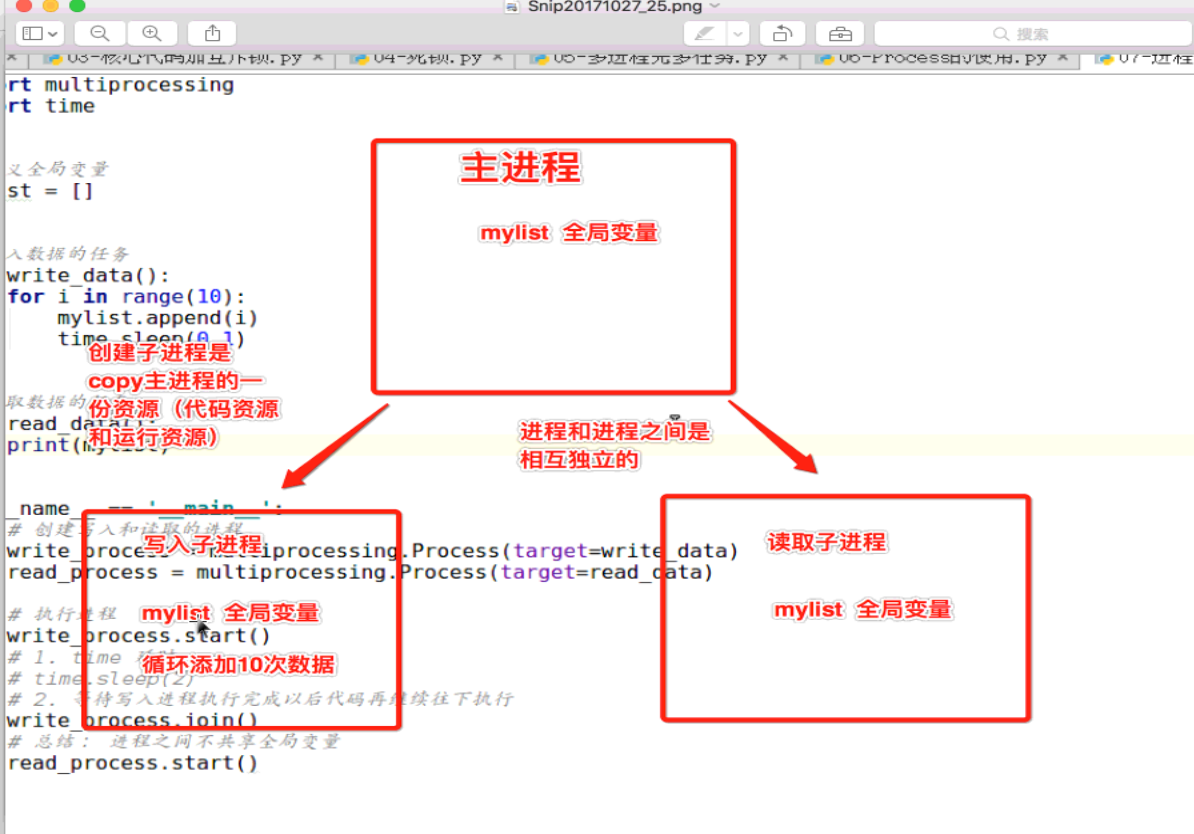 Snip20171027_25.png
搜索
03-核心代码加互斥锁.py
04-死锁.py
05-多进程完多任务.py
06-Process的使用.py
07-进程
rt multiprocessing
rt time
义全局变量
st = []
入数据的任务
write_data():
for i in range(10):
mylist.append(i)
time.sleep(0.1)
取数据的
read_data():
print(mylist)
_name__ == '__main__':
# 创建写入和读取的进程
write_process = multiprocessing.Process(target=write_data)
read_process = multiprocessing.Process(target=read_data)
# 执行进程
write_process.start()
# 1. time
# time.sleep(2)
# 2. 等待写入进程执行完成以后代码再继续往下执行
write_process.join()
# 总结: 进程之间不共享全局变量
read_process.start()
主进程
mylist 全局变量
创建子进程是
copy主进程的一
份资源（代码资源
和运行资源）
进程和进程之间是
相互独立的
写入子进程
mylist 全局变量
循环添加10次数据
读取子进程
mylist 全局变量